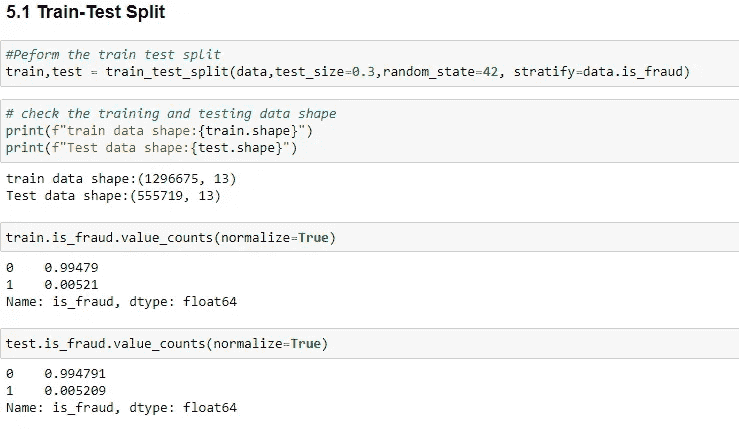 5.1 Train-Test Split
#Peform the train test split
train,test = train_test_split(data,test_size=0.3,random_state=42, stratify=data.is_fraud)
# check the training and testing data shape
print(f"train data shape:{train.shape}")
print(f"Test data shape:{test.shape}")
train data shape:(1296675, 13)
Test data shape:(555719, 13)
train.is_fraud.value_counts(normalize=True)
0    0.99479
1    0.00521
Name: is_fraud, dtype: float64
test.is_fraud.value_counts(normalize=True)
0    0.994791
1    0.005209
Name: is_fraud, dtype: float64